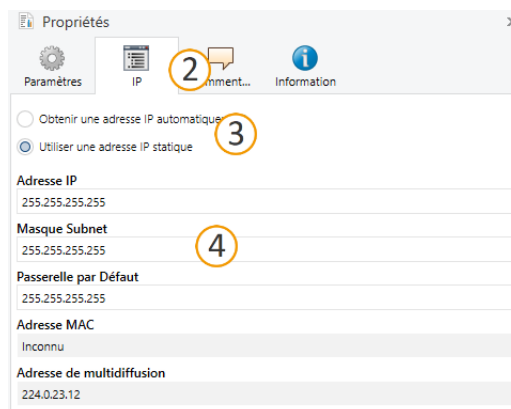 Propriétés
Paramètres
IP
2
mment...
Information
Obtenir une adresse IP automatique
3
Utiliser une adresse IP statique
Adresse IP
255.255.255.255
Masque Subnet
4
255.255.255.255
Passerelle par Défaut
255.255.255.255
Adresse MAC
Inconnu
Adresse de multidiffusion
224.0.23.12